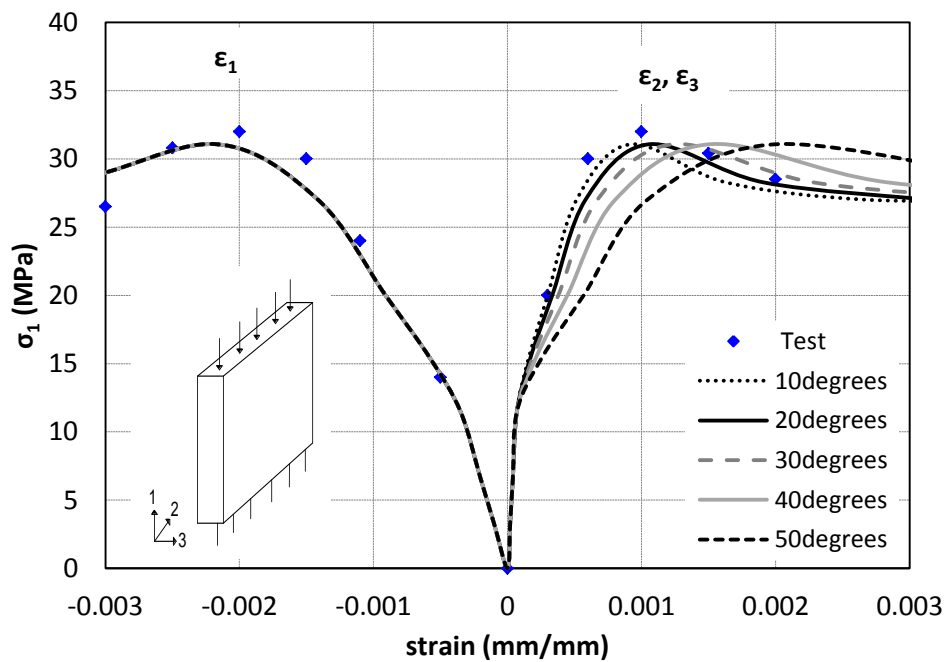 40
35
30
25
20
15
10
5
0
σ1 (MPa)
ε1
ε2, ε3
Test
10degrees
20degrees
30degrees
40degrees
50degrees
1
2
3
-0.003 -0.002 -0.001 0 0.001 0.002 0.003
strain (mm/mm)